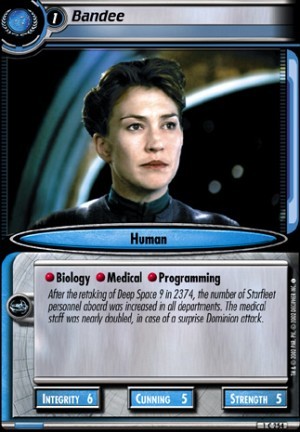 1 Bandee
Human
Biology Medical Programming
After the retaking of Deep Space 9 in 2374, the number of Starfleet
personnel aboard was increased in all departments. The medical
staff was nearly doubled, in case of a surprise Dominion attack.
INTEGRITY 6 CUNNING 5 STRENGTH 5
1 C 254